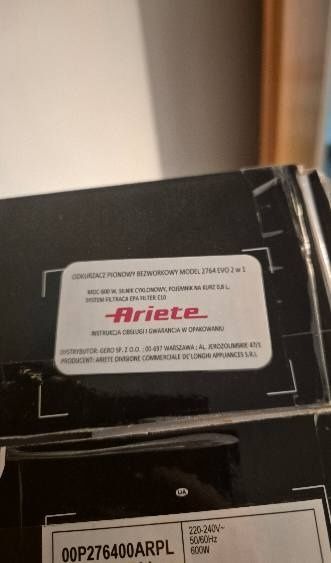 ODKURZACZ PIONOWY BEZWORKOWY MODEL 2764 EVO 2 w 1
MOC-600 W, SILNIK CYKLONOWY, POJEMNIK NA KURZ 0,8 L,
SYSTEM FILTRACJI EPA FILTER E10
Ariete
INSTRUKCJA OBSŁUGI I GWARANCJA W OPAKOWANIU
DYSTRYBUTOR: GERO SP. Z O.O. ; 00-697 WARSZAWA ; AL. JEROZOLIMSKIE 47/1
PRODUCENT: ARIETE DIVISIONE COMMERCIALE DE'LONGHI APPLIANCES S.R.L
UA
00P276400ARPL
220-240V~
50/60Hz
600W